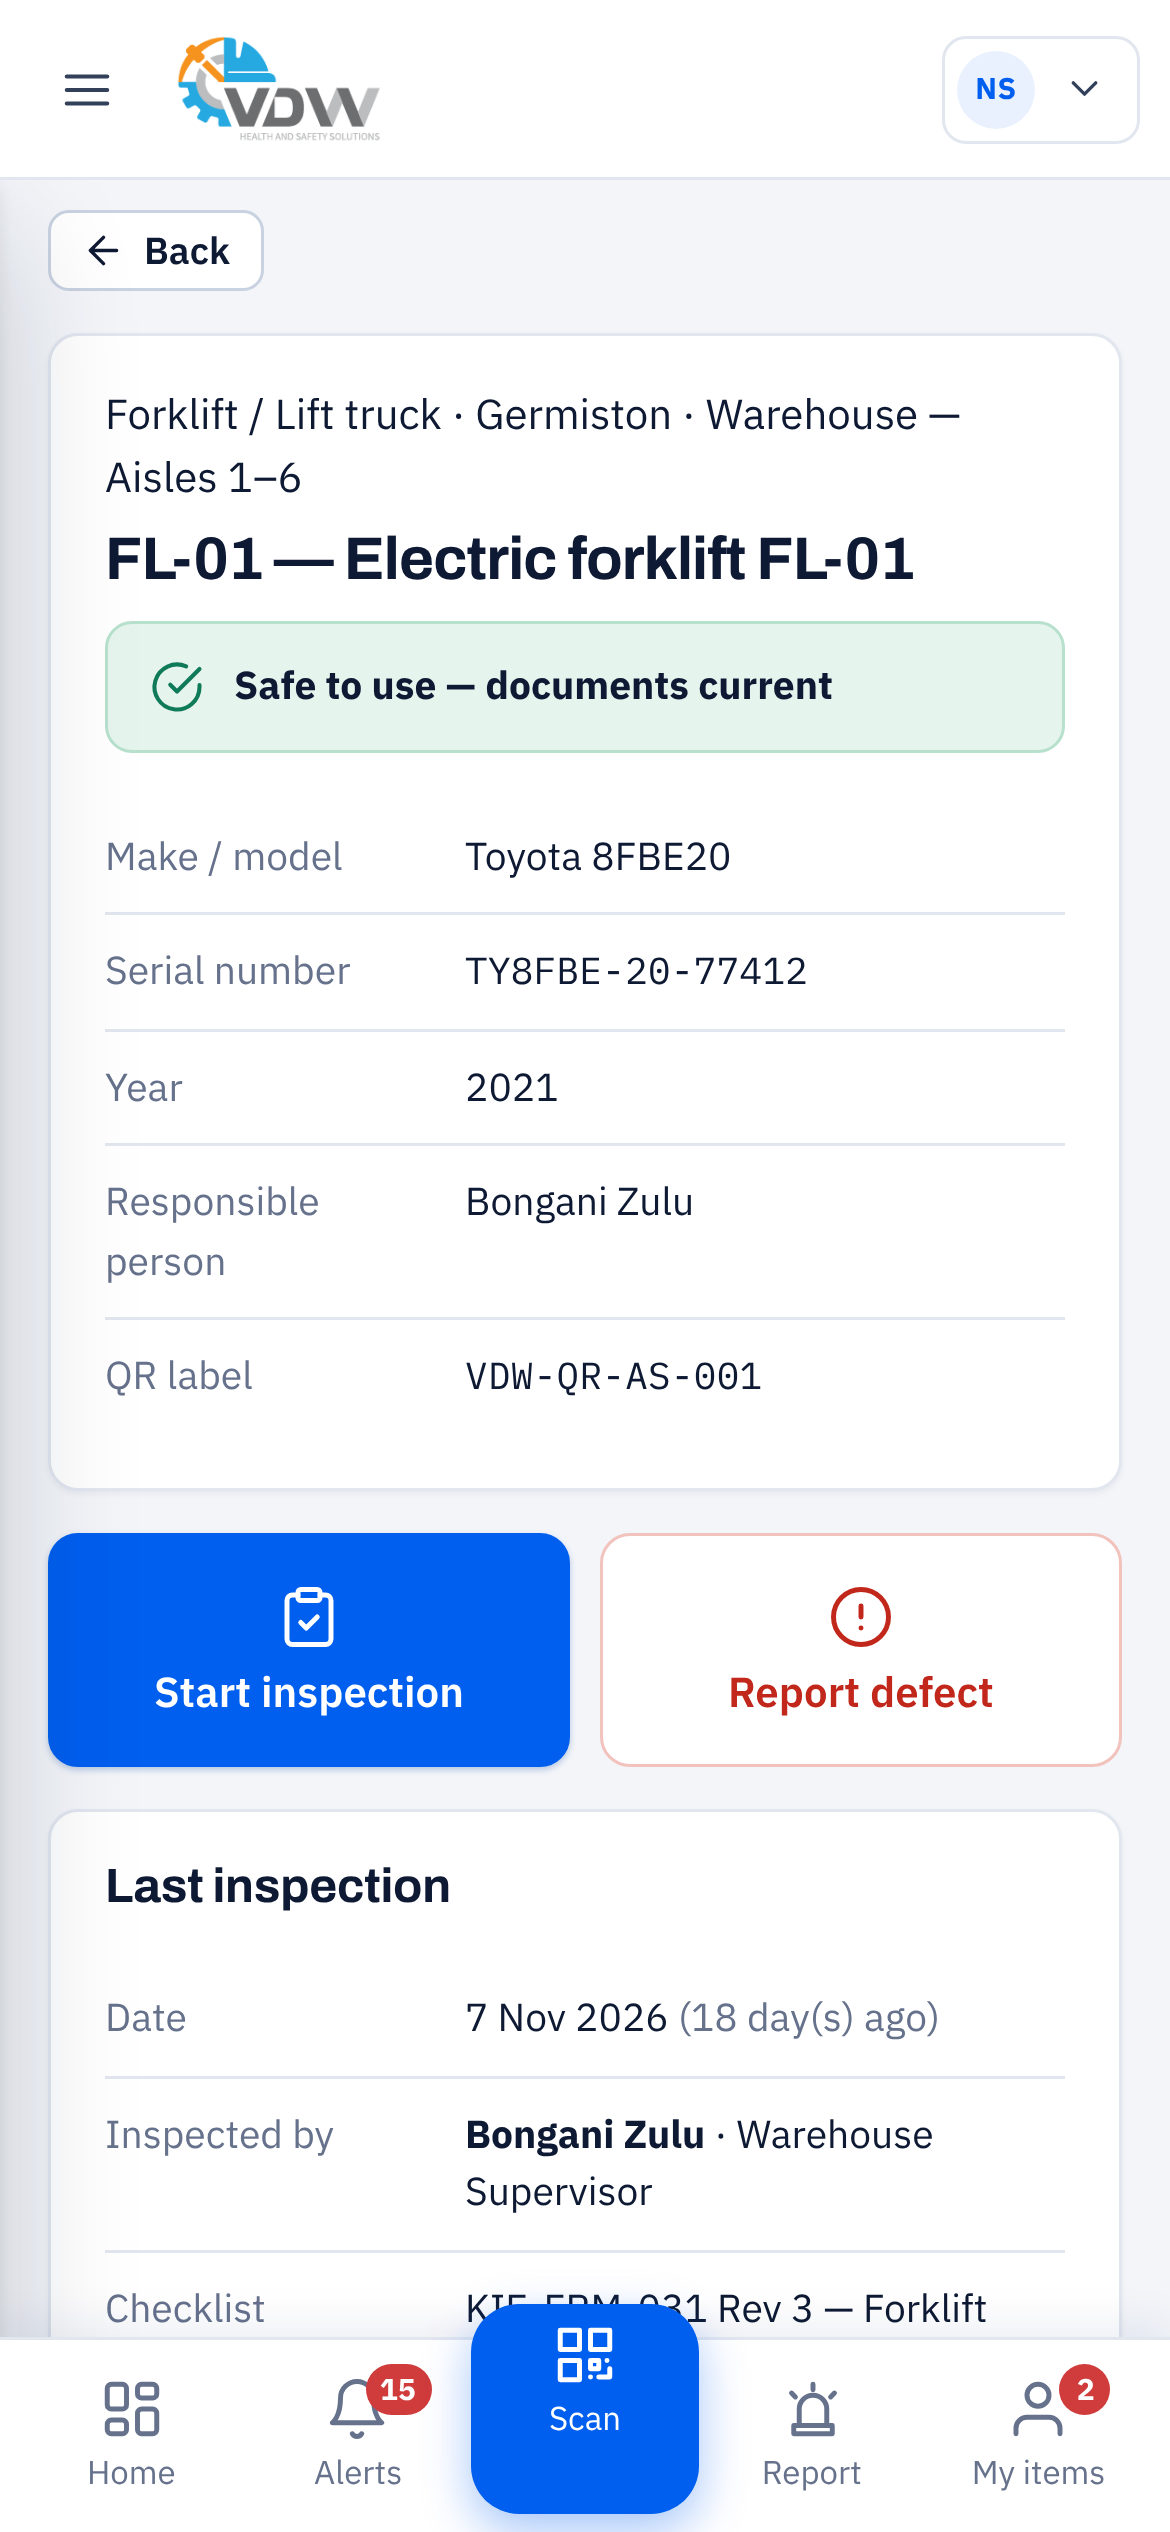 VDW
HEALTH AND SAFETY SOLUTIONS
NS
Back
Forklift / Lift truck · Germiston · Warehouse —
Aisles 1–6
FL-01 — Electric forklift FL-01
Safe to use — documents current
Make / model Toyota 8FBE20
Serial number TY8FBE-20-77412
Year 2021
Responsible person Bongani Zulu
QR label VDW-QR-AS-001
Start inspection
Report defect
Last inspection
Date 7 Nov 2026 (18 day(s) ago)
Inspected by Bongani Zulu · Warehouse
Supervisor
Checklist Rev 3 — Forklift
Home
15
Alerts
Scan
Report
2
My items